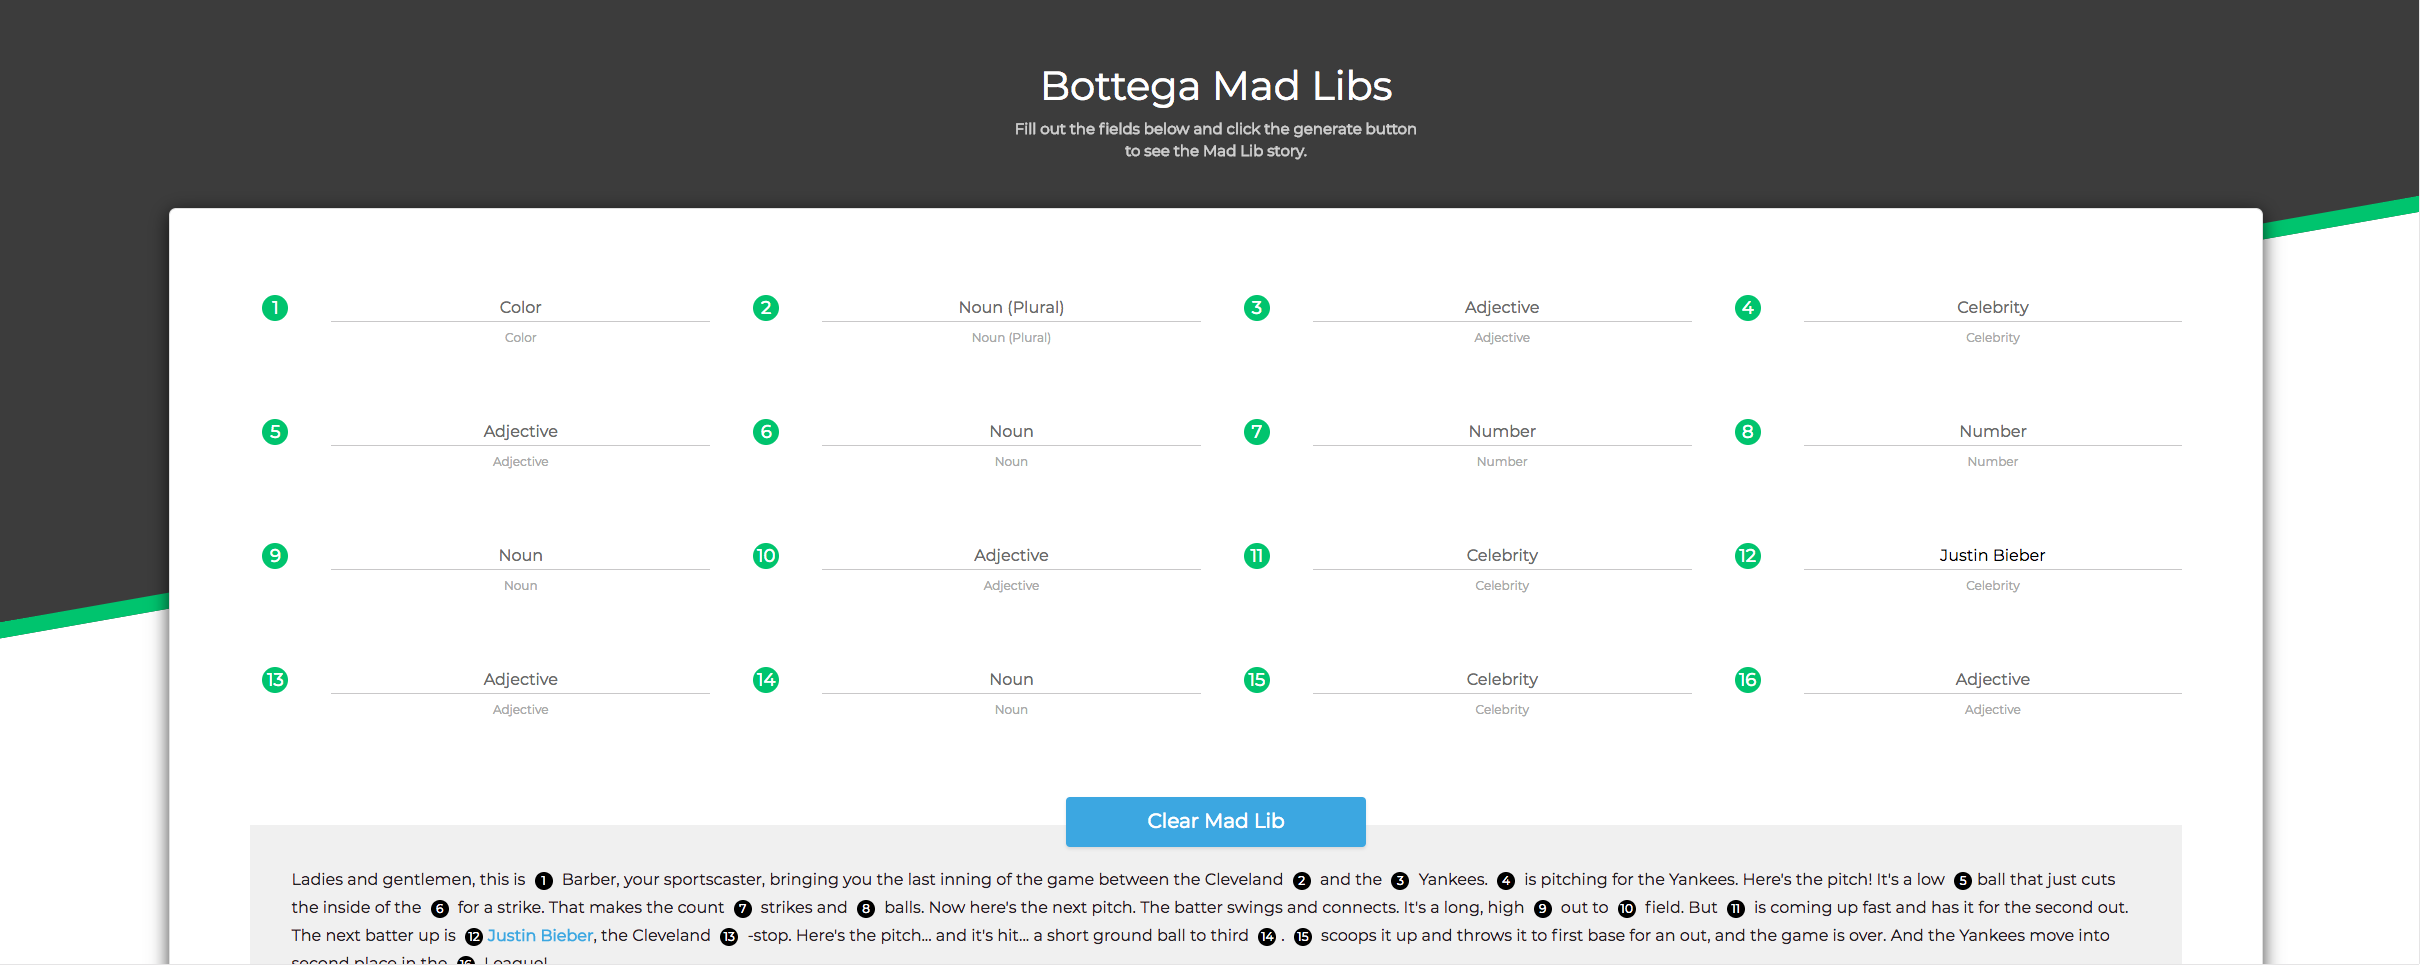 Bottega Mad Libs
Fill out the fields below and click the generate button
to see the Mad Lib story.
1 Color 2 Noun (Plural) 3 Adjective 4 Celebrity
Color Noun (Plural) Adjective Celebrity
5 Adjective 6 Noun 7 Number 8 Number
Adjective Noun Number Number
9 Noun 10 Adjective 11 Celebrity 12 Justin Bieber
Noun Adjective Celebrity Celebrity
13 Adjective 14 Noun 15 Celebrity 16 Adjective
Adjective Noun Celebrity Adjective
Clear Mad Lib
Ladies and gentlemen, this is 1 Barber, your sportscaster, bringing you the last inning of the game between the Cleveland 2 and the 3 Yankees. 4 is pitching for the Yankees. Here's the pitch! It's a low 5 ball that just cuts
the inside of the 6 for a strike. That makes the count 7 strikes and 8 balls. Now here's the next pitch. The batter swings and connects. It's a long, high 9 out to 10 field. But 11 is coming up fast and has it for the second out.
The next batter up is 12 Justin Bieber, the Cleveland 13 -stop. Here's the pitch... and it's hit... a short ground ball to third 14 . 15 scoops it up and throws it to first base for an out, and the game is over. And the Yankees move into
second place in the 16 League!